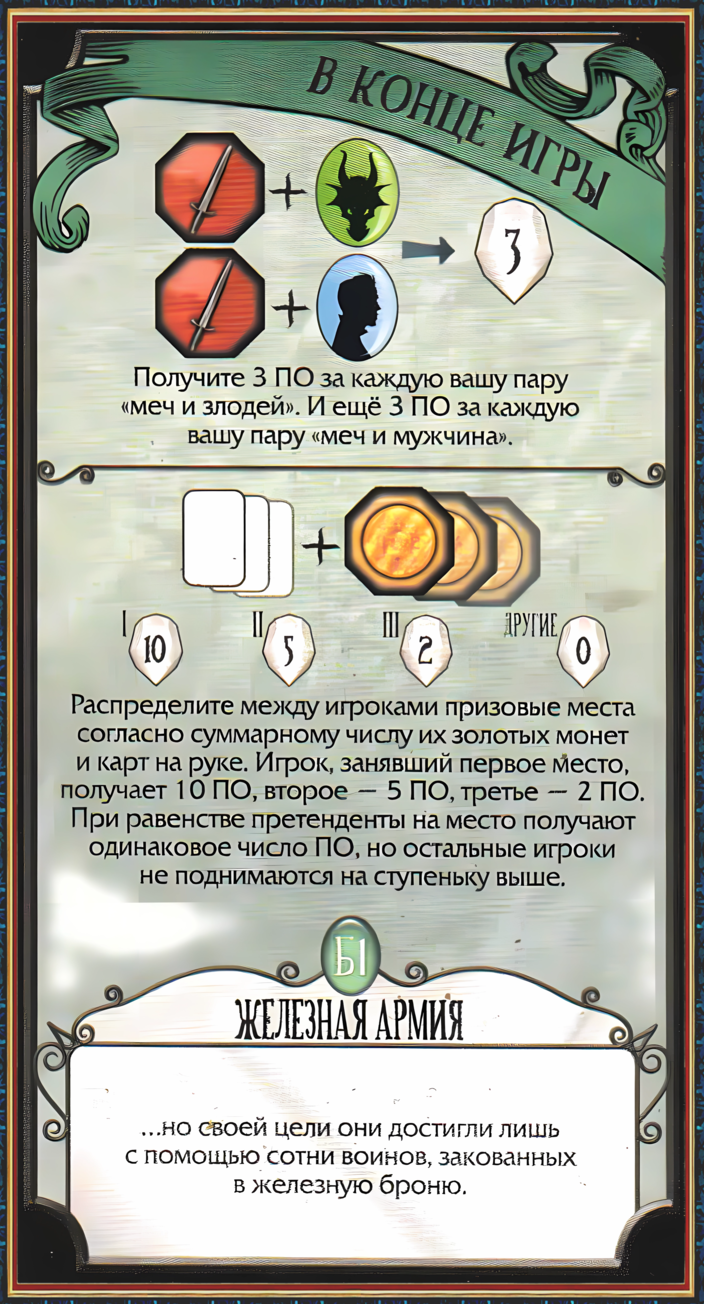 В КОНЦЕ ИГРЫ
3
Получите 3 ПО за каждую вашу пару
«меч и злодей». И ещё 3 ПО за каждую
вашу пару «меч и мужчина».
I 10 II 5 III 2 ДРУГИЕ 0
Распределите между игроками призовые места
согласно суммарному числу их золотых монет
и карт на руке. Игрок, занявший первое место,
получает 10 ПО, второе — 5 ПО, третье — 2 ПО.
При равенстве претенденты на место получают
одинаковое число ПО, но остальные игроки
не поднимаются на ступеньку выше.
Б1
ЖЕЛЕЗНАЯ АРМИЯ
...но своей цели они достигли лишь
с помощью сотни воинов, закованных
в железную броню.